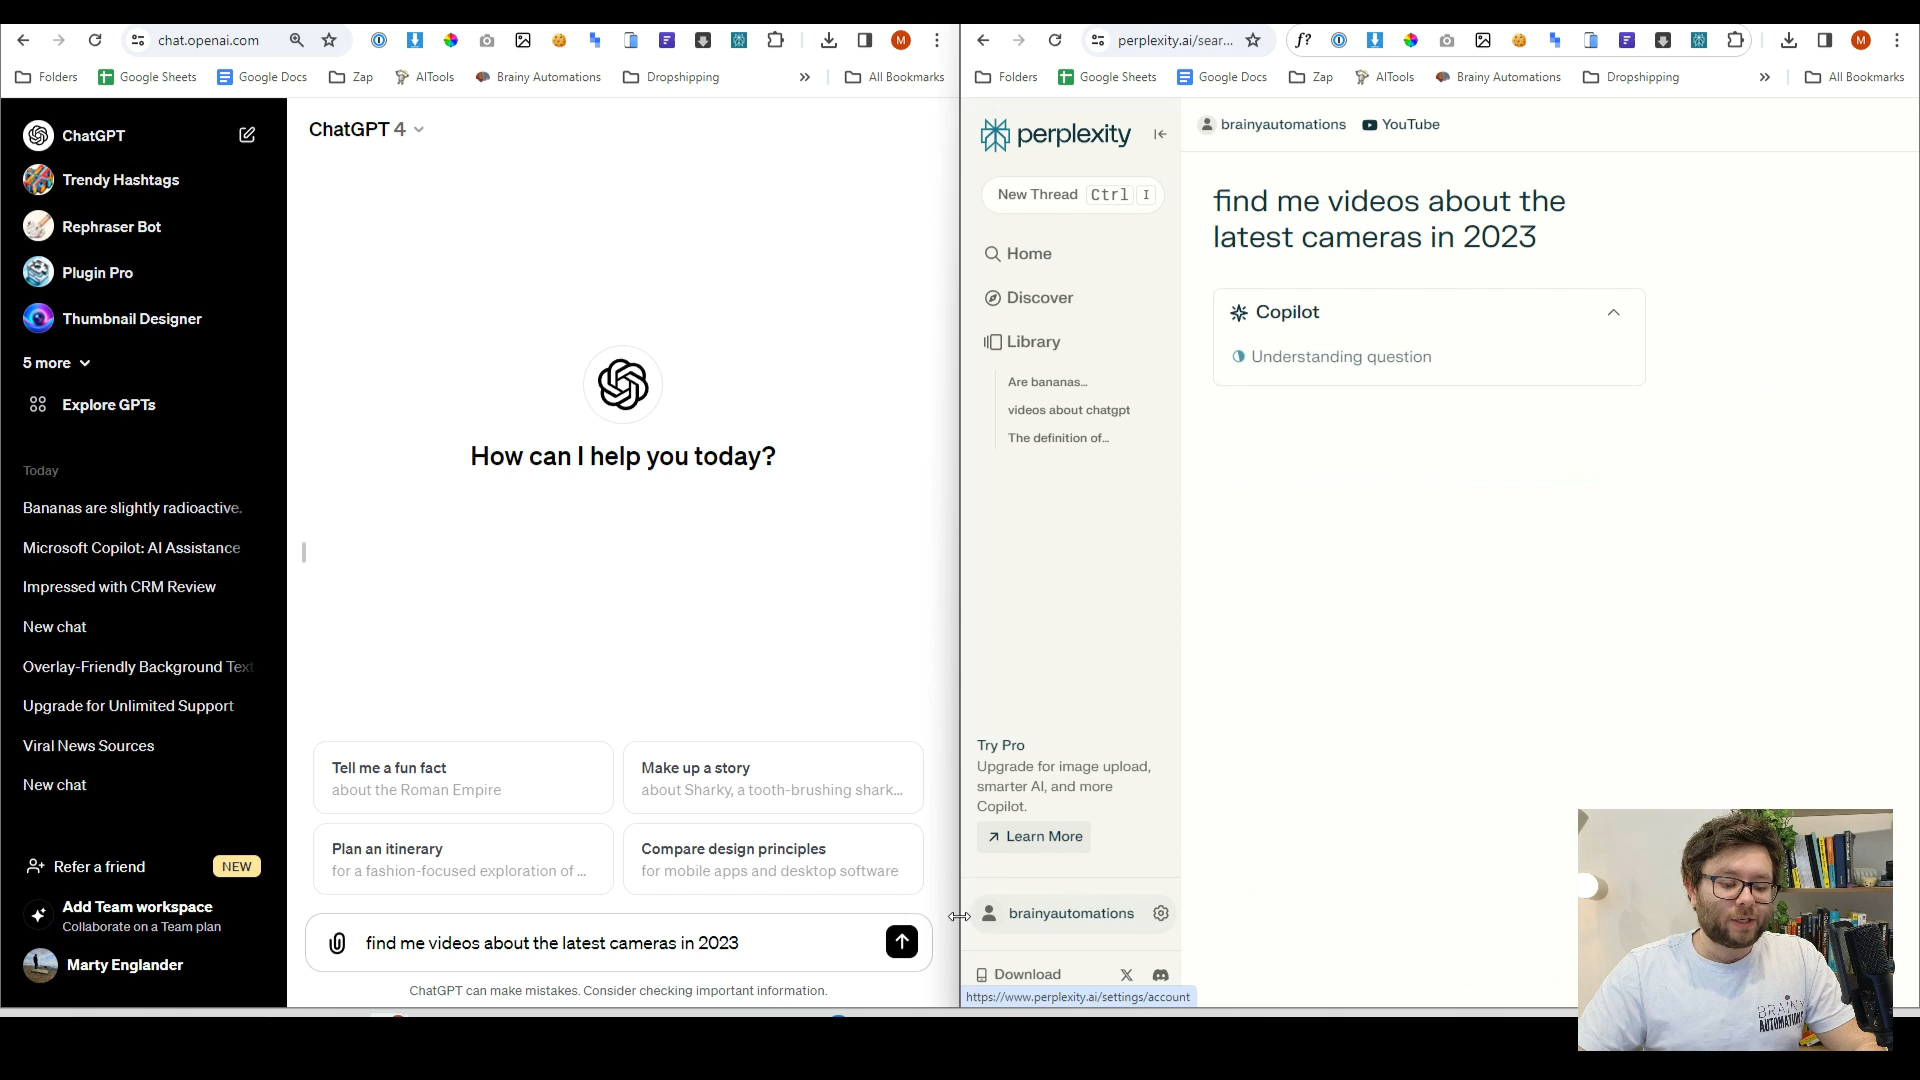 chat.openai.com
Folders
Google Sheets
Google Docs
Zap
AITools
Brainy Automations
Dropshipping
»
All Bookmarks
ChatGPT
Trendy Hashtags
Rephraser Bot
Plugin Pro
Thumbnail Designer
5 more
Explore GPTs
Today
Bananas are slightly radioactive.
Microsoft Copilot: AI Assistance
Impressed with CRM Review
New chat
Overlay-Friendly Background Text
Upgrade for Unlimited Support
Viral News Sources
New chat
Refer a friend NEW
Add Team workspace
Collaborate on a Team plan
Marty Englander
ChatGPT 4
How can I help you today?
Tell me a fun fact
about the Roman Empire
Make up a story
about Sharky, a tooth-brushing shark...
Plan an itinerary
for a fashion-focused exploration of ...
Compare design principles
for mobile apps and desktop software
find me videos about the latest cameras in 2023
ChatGPT can make mistakes. Consider checking important information.
perplexity.ai/sear...
f?
M
M
Folders
Google Sheets
Google Docs
Zap
AITools
Brainy Automations
Dropshipping
»
All Bookmarks
perplexity
New Thread Ctrl I
Home
Discover
Library
Are bananas...
videos about chatgpt
The definition of...
Try Pro
Upgrade for image upload,
smarter AI, and more
Copilot.
Learn More
brainyautomations
Download
https://www.perplexity.ai/settings/account
brainyautomations YouTube
find me videos about the
latest cameras in 2023
Copilot
Understanding question
BRAINY
AUTOMATIONS